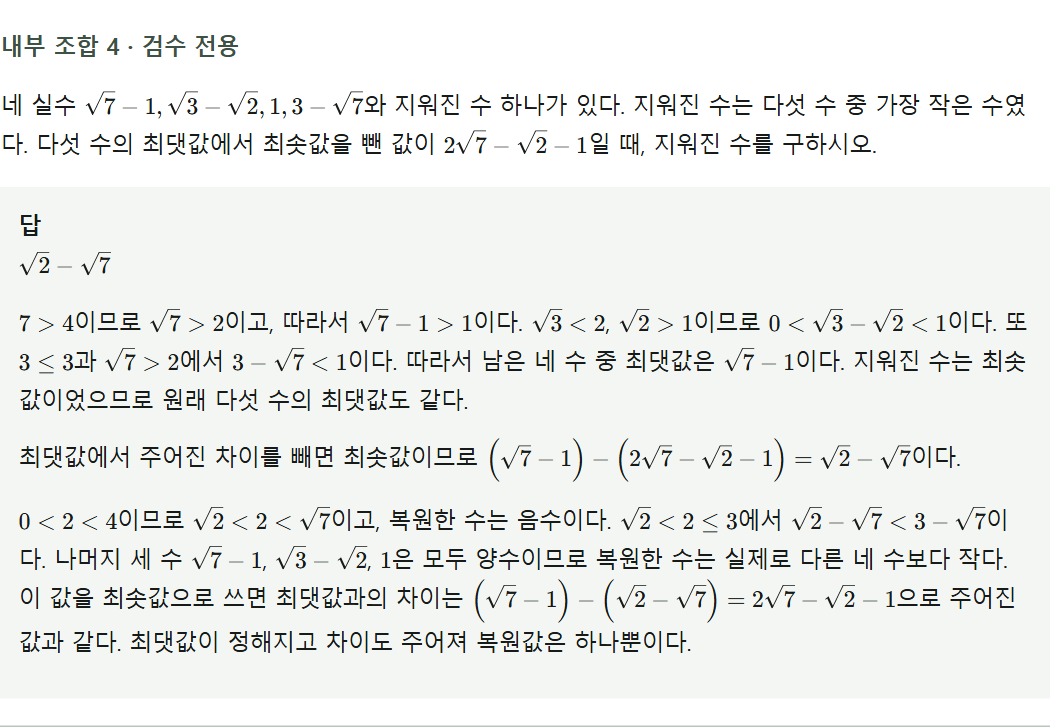 내부 조합 4 · 검수 전용
네 실수 √7 − 1, √3 − √2, 1, 3 − √7와 지워진 수 하나가 있다. 지워진 수는 다섯 수 중 가장 작은 수였
다. 다섯 수의 최댓값에서 최솟값을 뺀 값이 2√7 − √2 − 1일 때, 지워진 수를 구하시오.
답
√2 − √7
7 > 4이므로 √7 > 2이고, 따라서 √7 − 1 > 1이다. √3 < 2, √2 > 1이므로 0 < √3 − √2 < 1이다. 또
3 ≤ 3과 √7 > 2에서 3 − √7 < 1이다. 따라서 남은 네 수 중 최댓값은 √7 − 1이다. 지워진 수는 최솟
값이었으므로 원래 다섯 수의 최댓값도 같다.
최댓값에서 주어진 차이를 빼면 최솟값이므로 (√7 − 1) − (2√7 − √2 − 1) = √2 − √7이다.
0 < 2 < 4이므로 √2 < 2 < √7이고, 복원한 수는 음수이다. √2 < 2 ≤ 3에서 √2 − √7 < 3 − √7이
다. 나머지 세 수 √7 − 1, √3 − √2, 1은 모두 양수이므로 복원한 수는 실제로 다른 네 수보다 작다.
이 값을 최솟값으로 쓰면 최댓값과의 차이는 (√7 − 1) − (√2 − √7) = 2√7 − √2 − 1으로 주어진
값과 같다. 최댓값이 정해지고 차이도 주어져 복원값은 하나뿐이다.